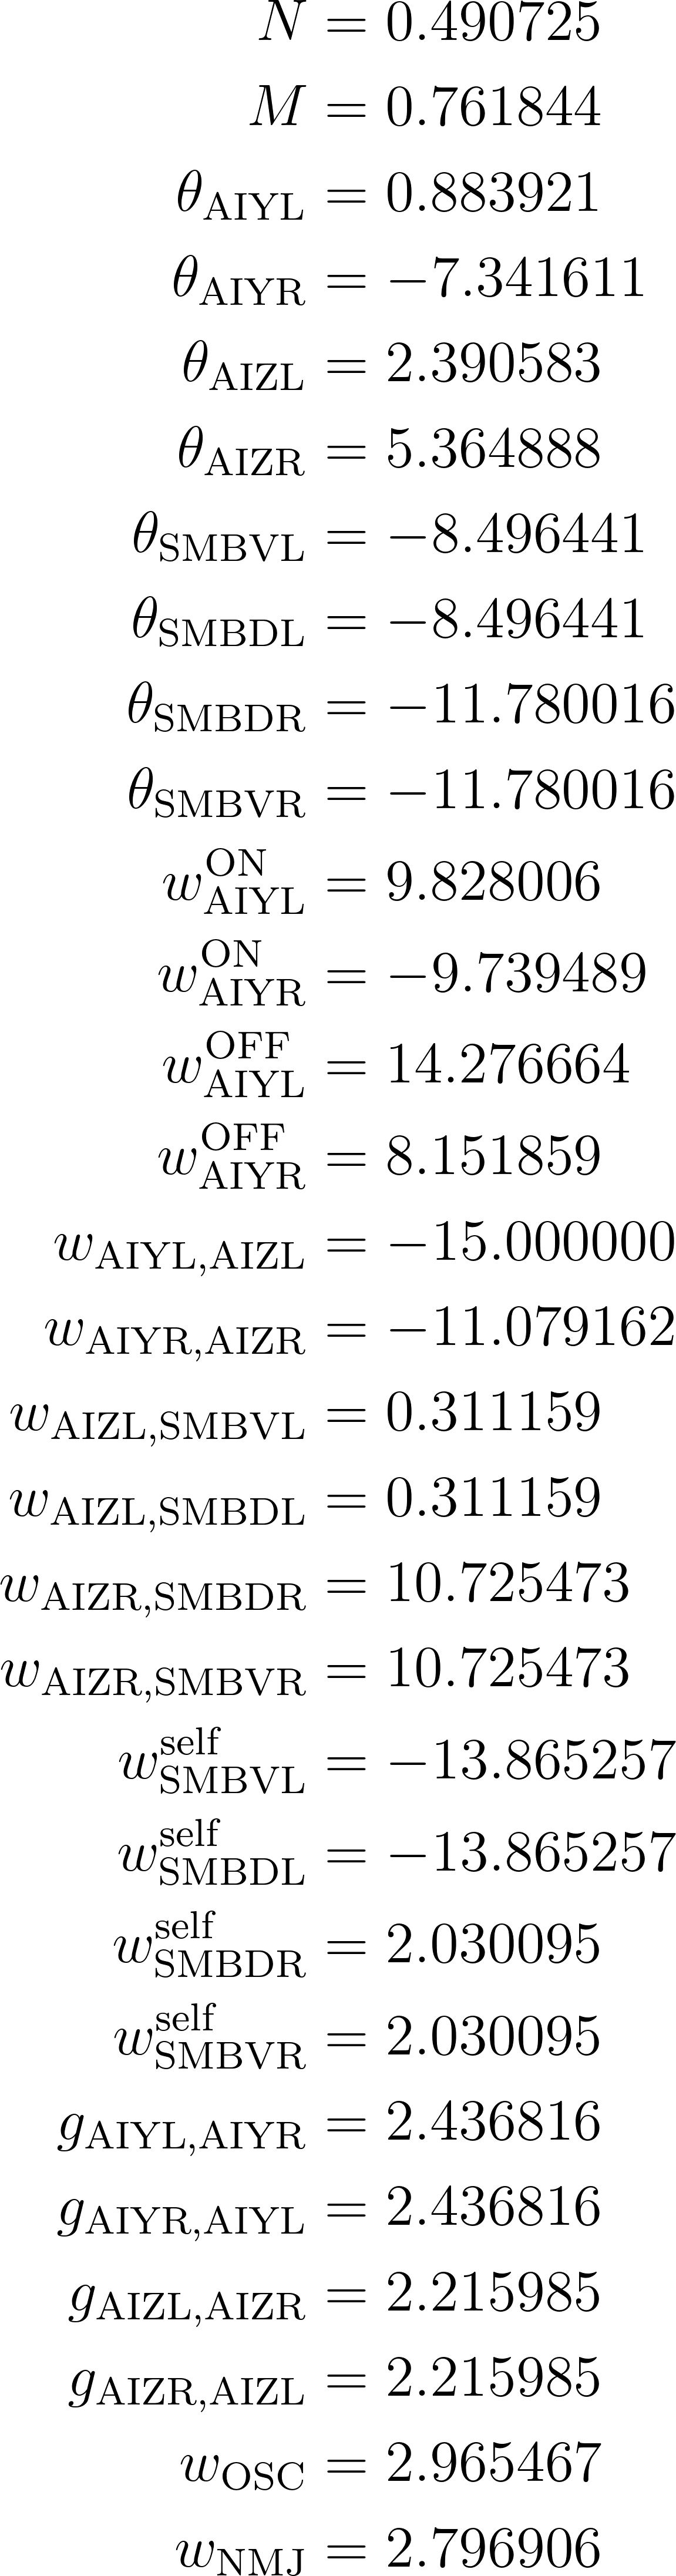 N = 0.490725
M = 0.761844
θ_AIYL = 0.883921
θ_AIYR = −7.341611
θ_AIZL = 2.390583
θ_AIZR = 5.364888
θ_SMBVL = −8.496441
θ_SMBDL = −8.496441
θ_SMBDR = −11.780016
θ_SMBVR = −11.780016
w^ON_AIYL = 9.828006
w^ON_AIYR = −9.739489
w^OFF_AIYL = 14.276664
w^OFF_AIYR = 8.151859
w_AIYL,AIZL = −15.000000
w_AIYR,AIZR = −11.079162
w_AIZL,SMBVL = 0.311159
w_AIZL,SMBDL = 0.311159
w_AIZR,SMBDR = 10.725473
w_AIZR,SMBVR = 10.725473
w^self_SMBVL = −13.865257
w^self_SMBDL = −13.865257
w^self_SMBDR = 2.030095
w^self_SMBVR = 2.030095
g_AIYL,AIYR = 2.436816
g_AIYR,AIYL = 2.436816
g_AIZL,AIZR = 2.215985
g_AIZR,AIZL = 2.215985
w_OSC = 2.965467
w_NMJ = 2.796906